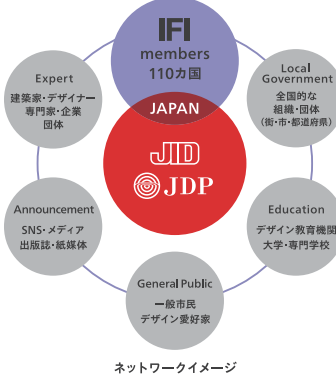 IFI
members
110カ国
JAPAN
JID
JDP
Expert
建築家・デザイナー
専門家・企業
団体
Local
Government
全国的な
組織・団体
(街・市・都道府県)
Announcement
SNS・メディア
出版誌・紙媒体
Education
デザイン教育機関
大学・専門学校
General Public
一般市民
デザイン愛好家
ネットワークイメージ